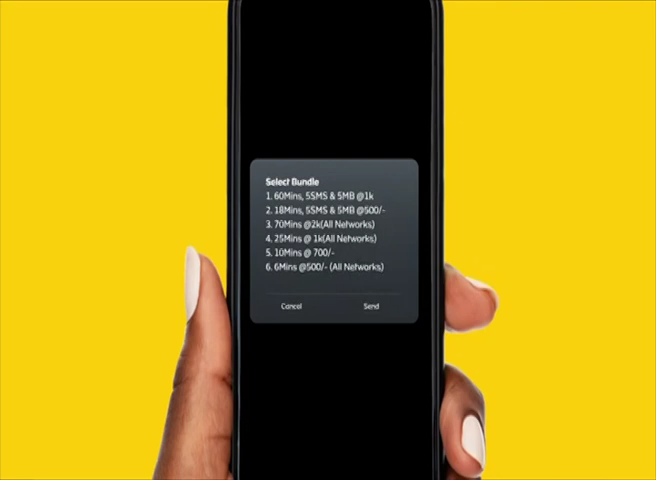 Select Bundle
1. 60Mins, 5SMS & 5MB @1k
2. 18Mins, 5SMS & 5MB @500/-
3. 70Mins @2k(All Networks)
4. 25Mins @ 1k(All Networks)
5. 10Mins @ 700/-
6. 6Mins @500/- (All Networks)
Cancel Send